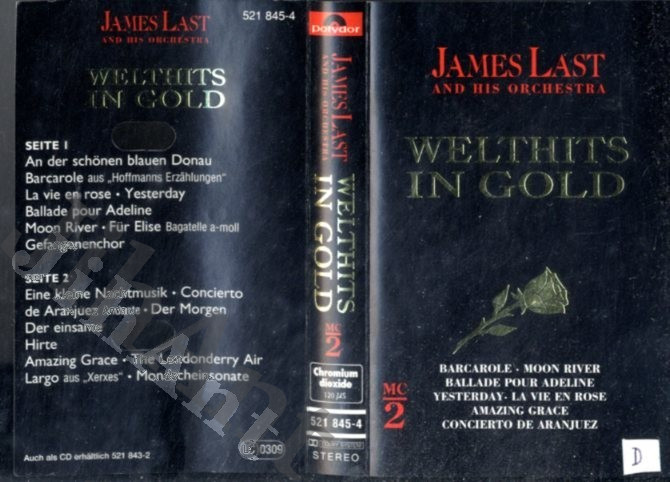 JAMES LAST
AND HIS ORCHESTRA
521 845-4
WELTHITS
IN GOLD
SEITE 1
An der schönen blauen Donau
Barcarole aus „Hoffmanns Erzählungen“
La vie en rose • Yesterday
Ballade pour Adeline
Moon River • Für Elise Bagatelle a-moll
Gefangenenchor
SEITE 2
Eine kleine Nachtmusik • Concierto
de Aranjuez Andante • Der Morgen
Der einsame
Hirte
Amazing Grace • The Londonderry Air
Largo aus „Xerxes“ • Mondscheinsonate
Auch als CD erhältlich 521 843-2
0309
Polydor
JAMES LAST
AND HIS ORCHESTRA
WELTHITS
IN GOLD
MC
2
Chromium
dioxide
120 µS
521 845-4
DOLBY SYSTEM
STEREO
JAMES LAST
AND HIS ORCHESTRA
WELTHITS
IN GOLD
BARCAROLE · MOON RIVER
BALLADE POUR ADELINE
YESTERDAY · LA VIE EN ROSE
AMAZING GRACE
CONCIERTO DE ARANJUEZ
MC
2
D